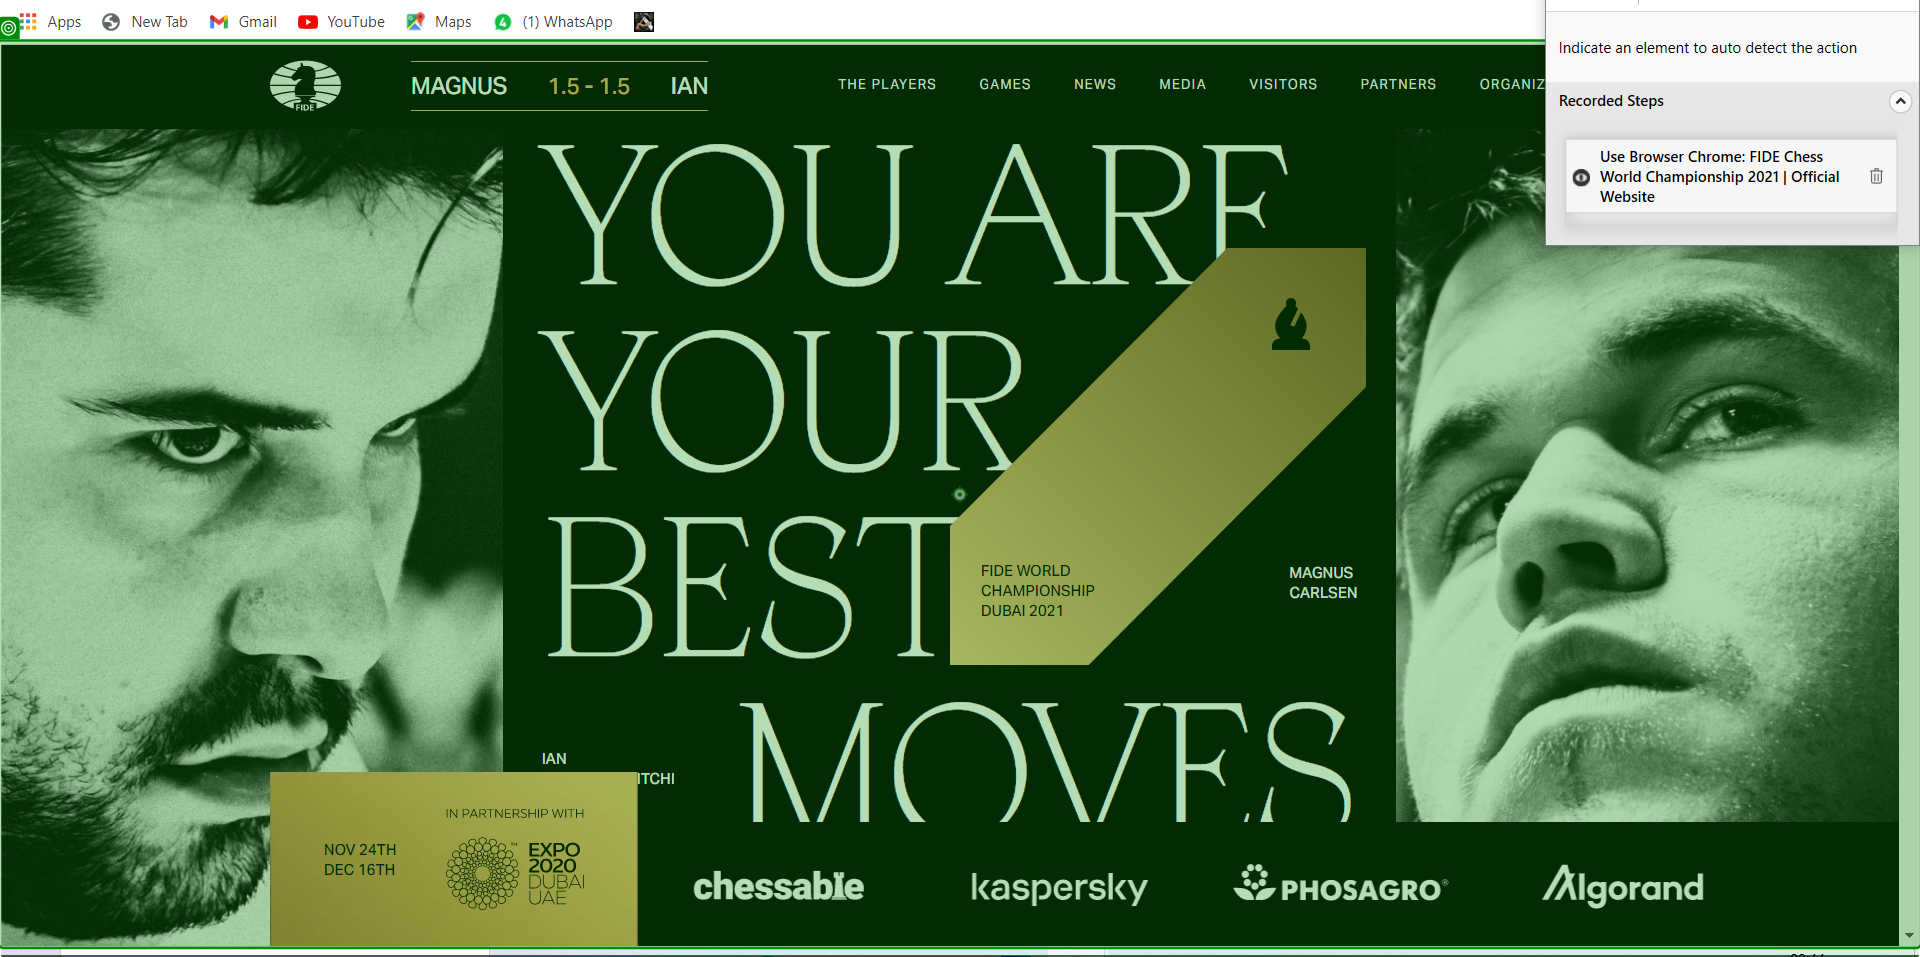 Apps
New Tab
Gmail
YouTube
Maps
4
(1) WhatsApp
Indicate an element to auto detect the action
Recorded Steps
Use Browser Chrome: FIDE Chess
World Championship 2021 | Official
Website
FIDE
MAGNUS 1.5 - 1.5 IAN
THE PLAYERS
GAMES
NEWS
MEDIA
VISITORS
PARTNERS
ORGANIZ
YOU ARE
YOUR
BEST
MOVES
FIDE WORLD
CHAMPIONSHIP
DUBAI 2021
MAGNUS
CARLSEN
IAN
ITCHI
NOV 24TH
DEC 16TH
IN PARTNERSHIP WITH
EXPO
2020
DUBAI
UAE
™
chessable
kaspersky
PHOSAGRO®
Algorand